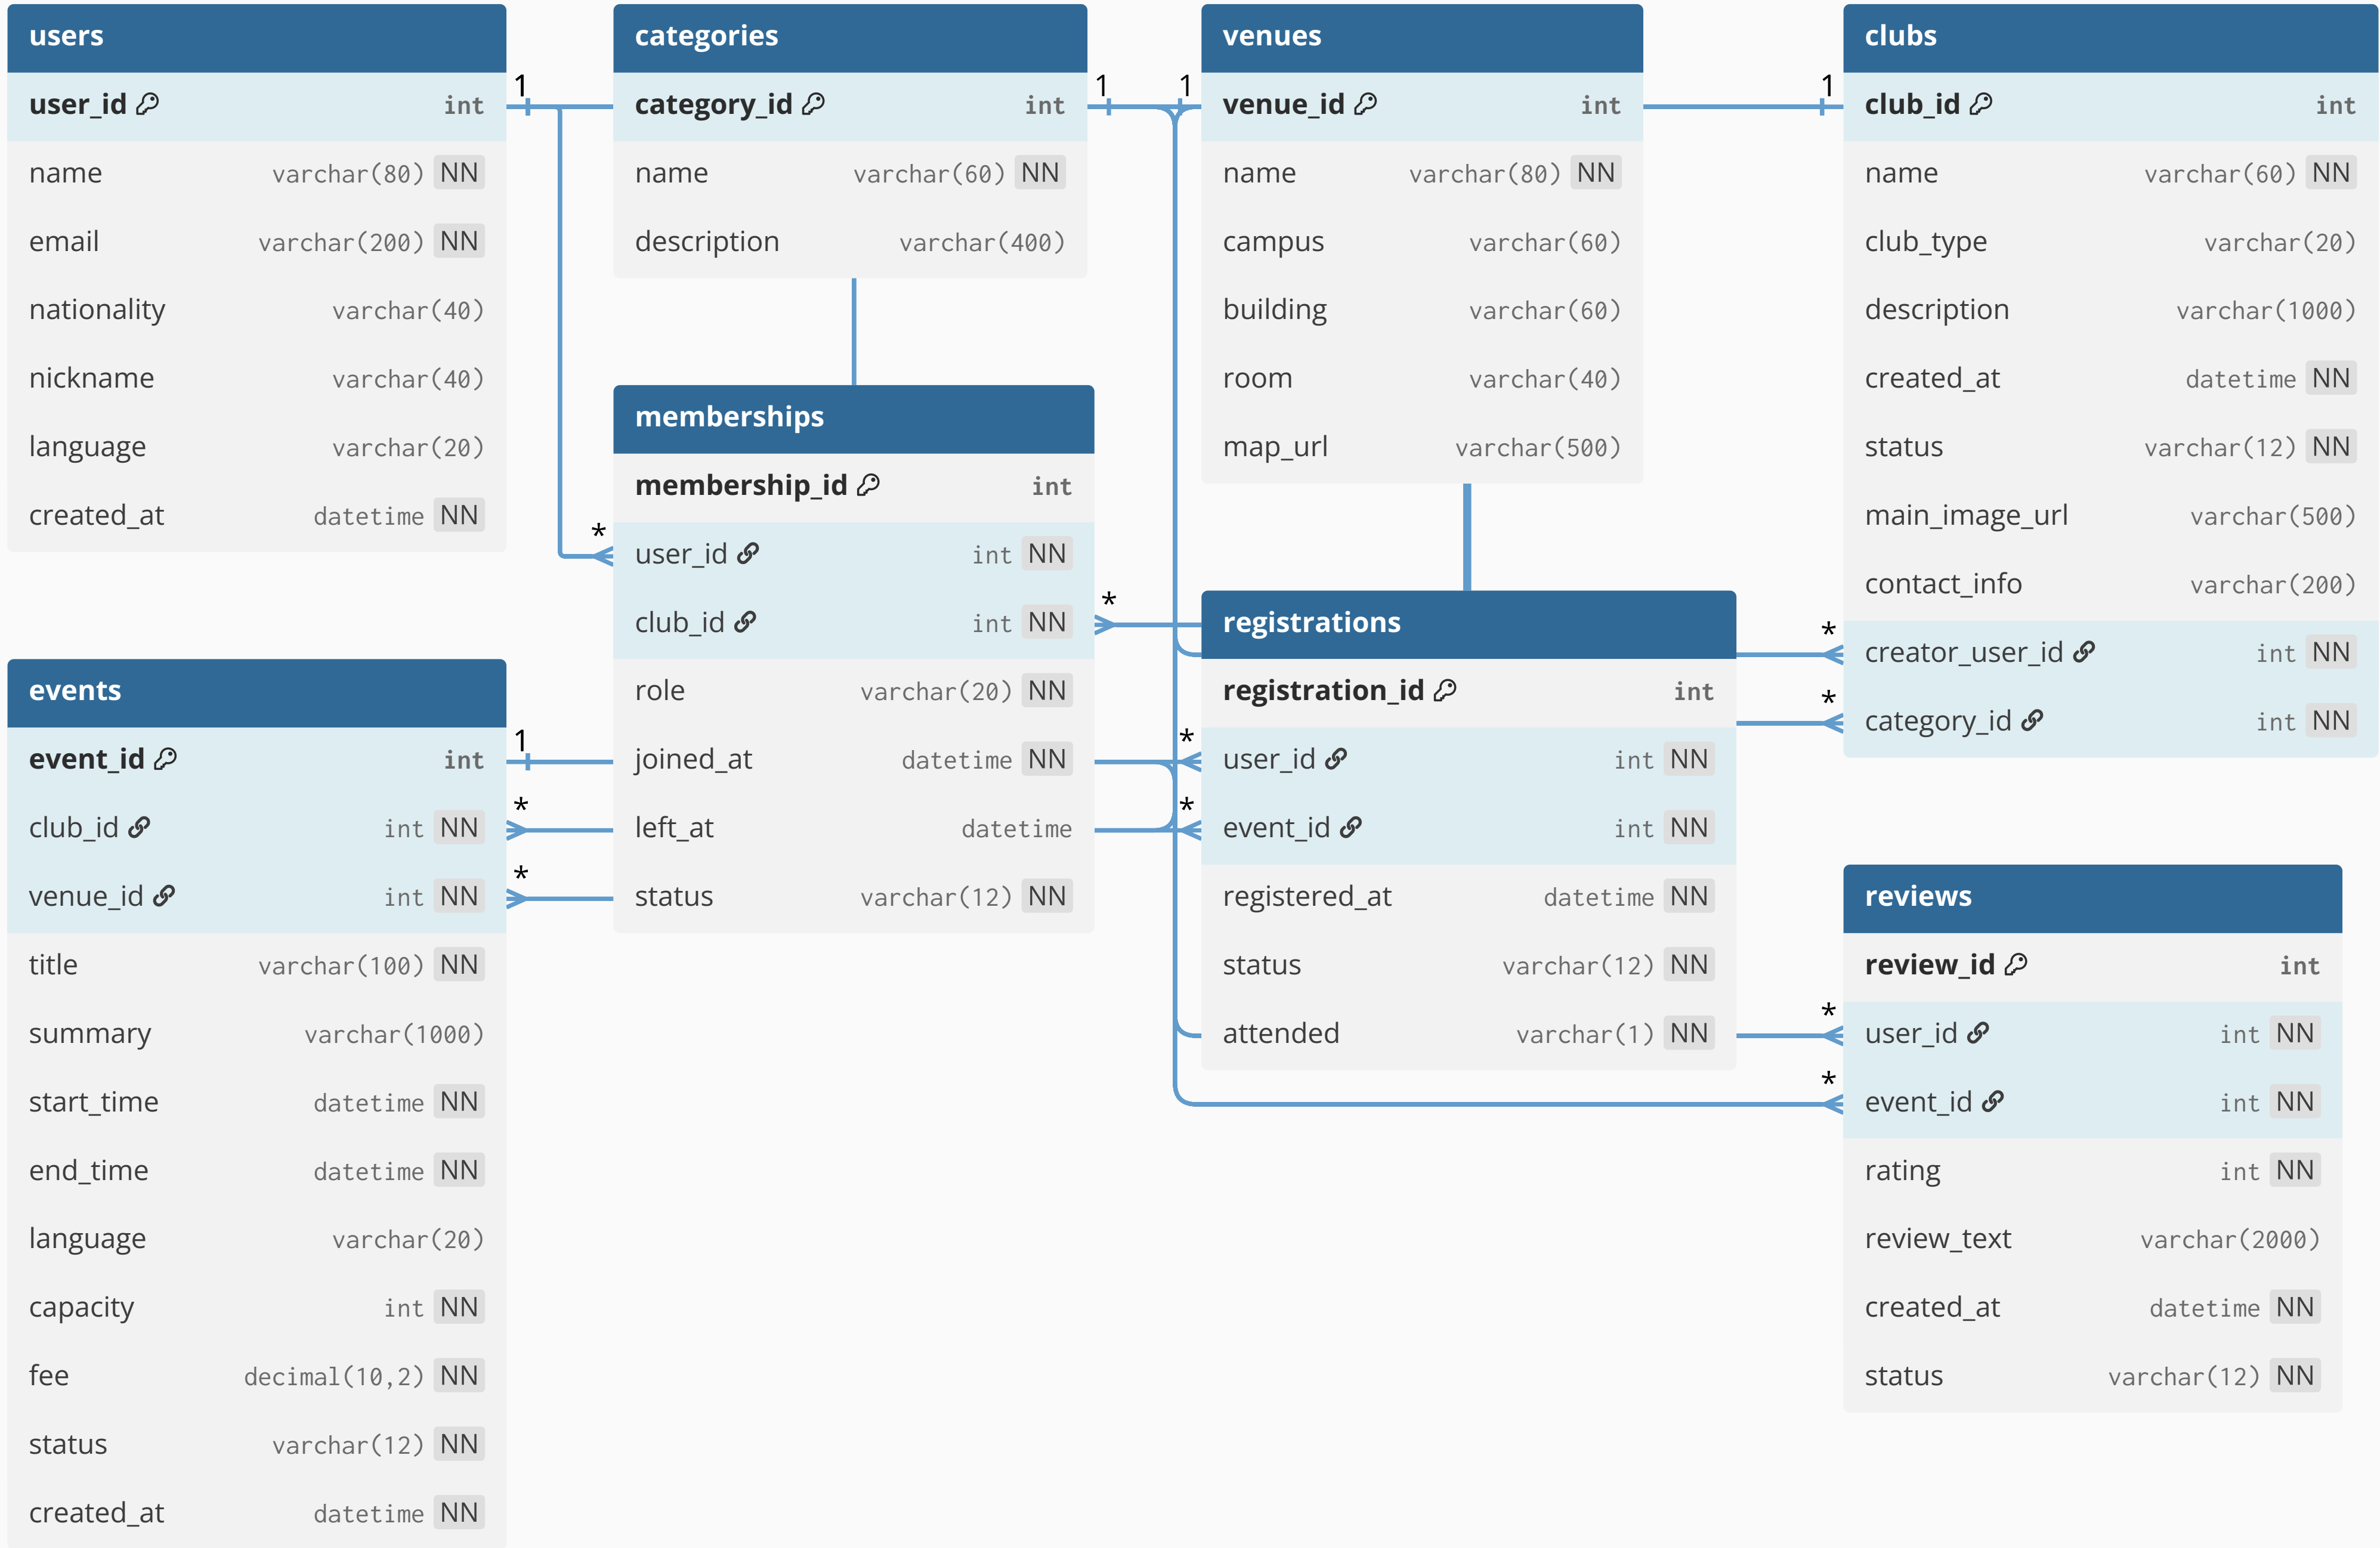 users
1
user_id int
name varchar(80) NN
email varchar(200) NN
nationality varchar(40)
nickname varchar(40)
language varchar(20)
created_at datetime NN
categories
1
category_id int
name varchar(60) NN
description varchar(400)
venues
1
venue_id int
name varchar(80) NN
campus varchar(60)
building varchar(60)
room varchar(40)
map_url varchar(500)
clubs
1
club_id int
name varchar(60) NN
club_type varchar(20)
description varchar(1000)
created_at datetime NN
status varchar(12) NN
main_image_url varchar(500)
contact_info varchar(200)
*
creator_user_id int NN
*
category_id int NN
memberships
membership_id int
*
user_id int NN
*
club_id int NN
role varchar(20) NN
joined_at datetime NN
left_at datetime
status varchar(12) NN
registrations
registration_id int
*
user_id int NN
*
event_id int NN
registered_at datetime NN
status varchar(12) NN
attended varchar(1) NN
events
1
event_id int
*
club_id int NN
*
venue_id int NN
title varchar(100) NN
summary varchar(1000)
start_time datetime NN
end_time datetime NN
language varchar(20)
capacity int NN
fee decimal(10,2) NN
status varchar(12) NN
created_at datetime NN
reviews
review_id int
*
user_id int NN
*
event_id int NN
rating int NN
review_text varchar(2000)
created_at datetime NN
status varchar(12) NN